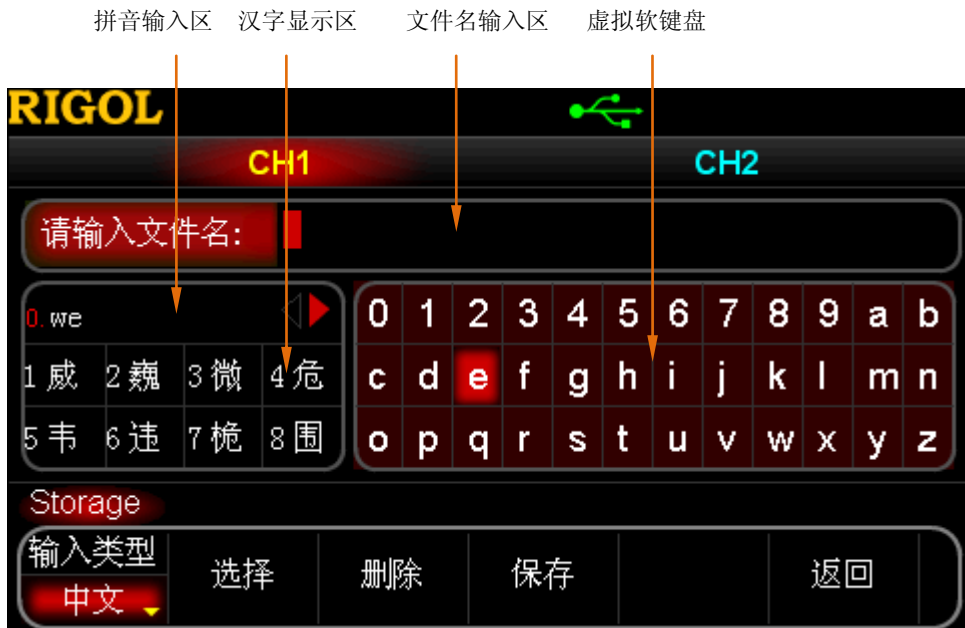 拼音输入区 汉字显示区 文件名输入区 虚拟软键盘
RIGOL
CH1 CH2
请输入文件名:
0. we
1威 2巍 3微 4危
5韦 6违 7桅 8围
0 1 2 3 4 5 6 7 8 9 a b
c d e f g h i j k l m n
o p q r s t u v w x y z
Storage
输入类型
中文
选择 删除 保存 返回